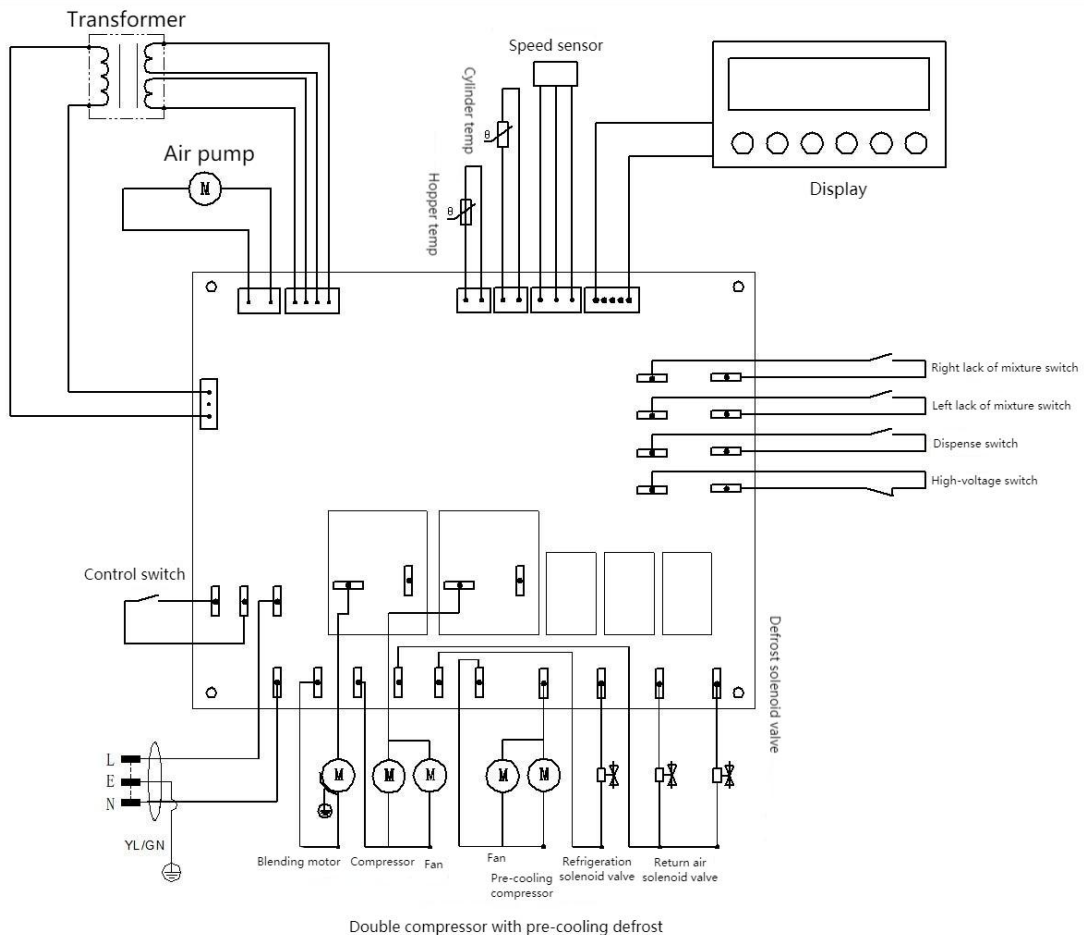 Transformer
Speed sensor
Cylinder temp
θ
Air pump
M
Hopper temp
θ
Display
Right lack of mixture switch
Left lack of mixture switch
Dispense switch
High-voltage switch
Control switch
Defrost solenoid valve
L
E
N
M
M
M
M
M
YL/GN
Blending motor
Compressor
Fan
Fan
Pre-cooling
compressor
Refrigeration
solenoid valve
Return air
solenoid valve
Double compressor with pre-cooling defrost